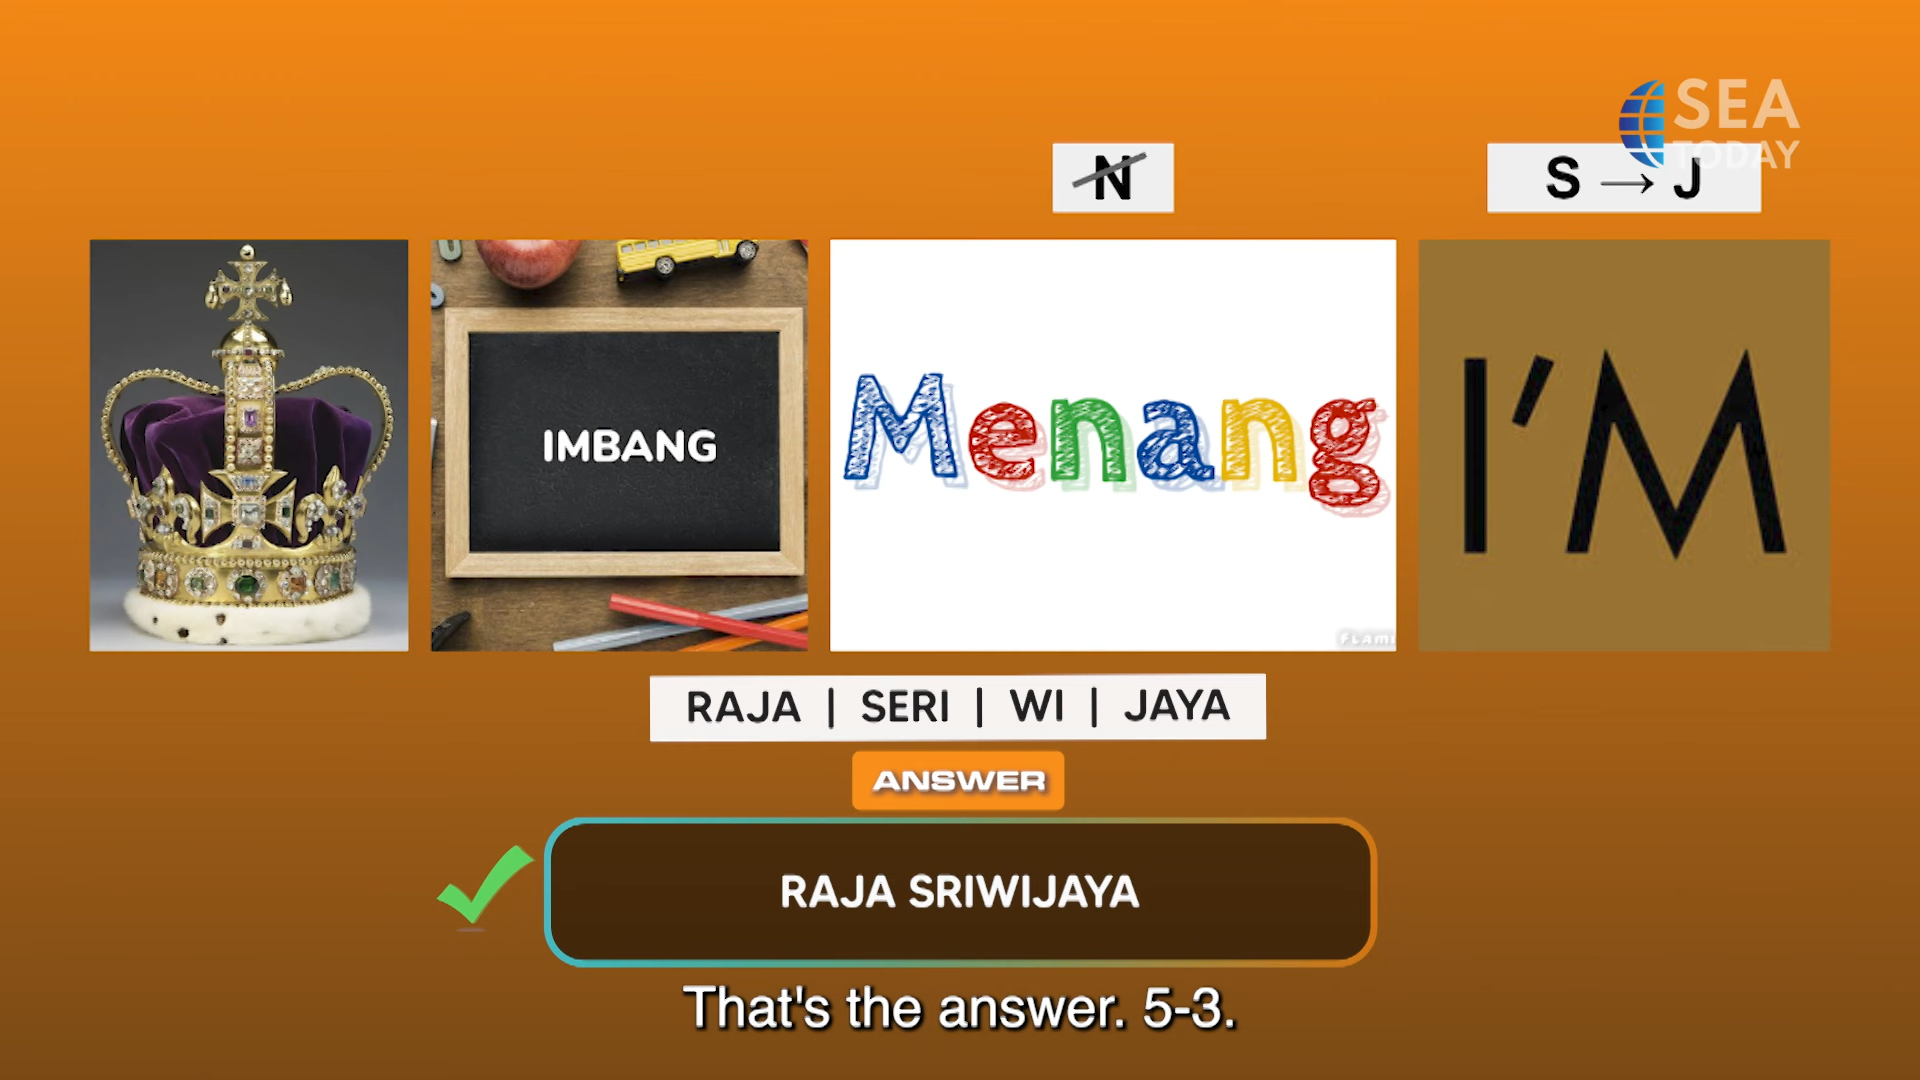 SEA
TODAY
N
S → J
IMBANG
Menang
I'M
RAJA | SERI | WI | JAYA
ANSWER
RAJA SRIWIJAYA
That's the answer. 5-3.